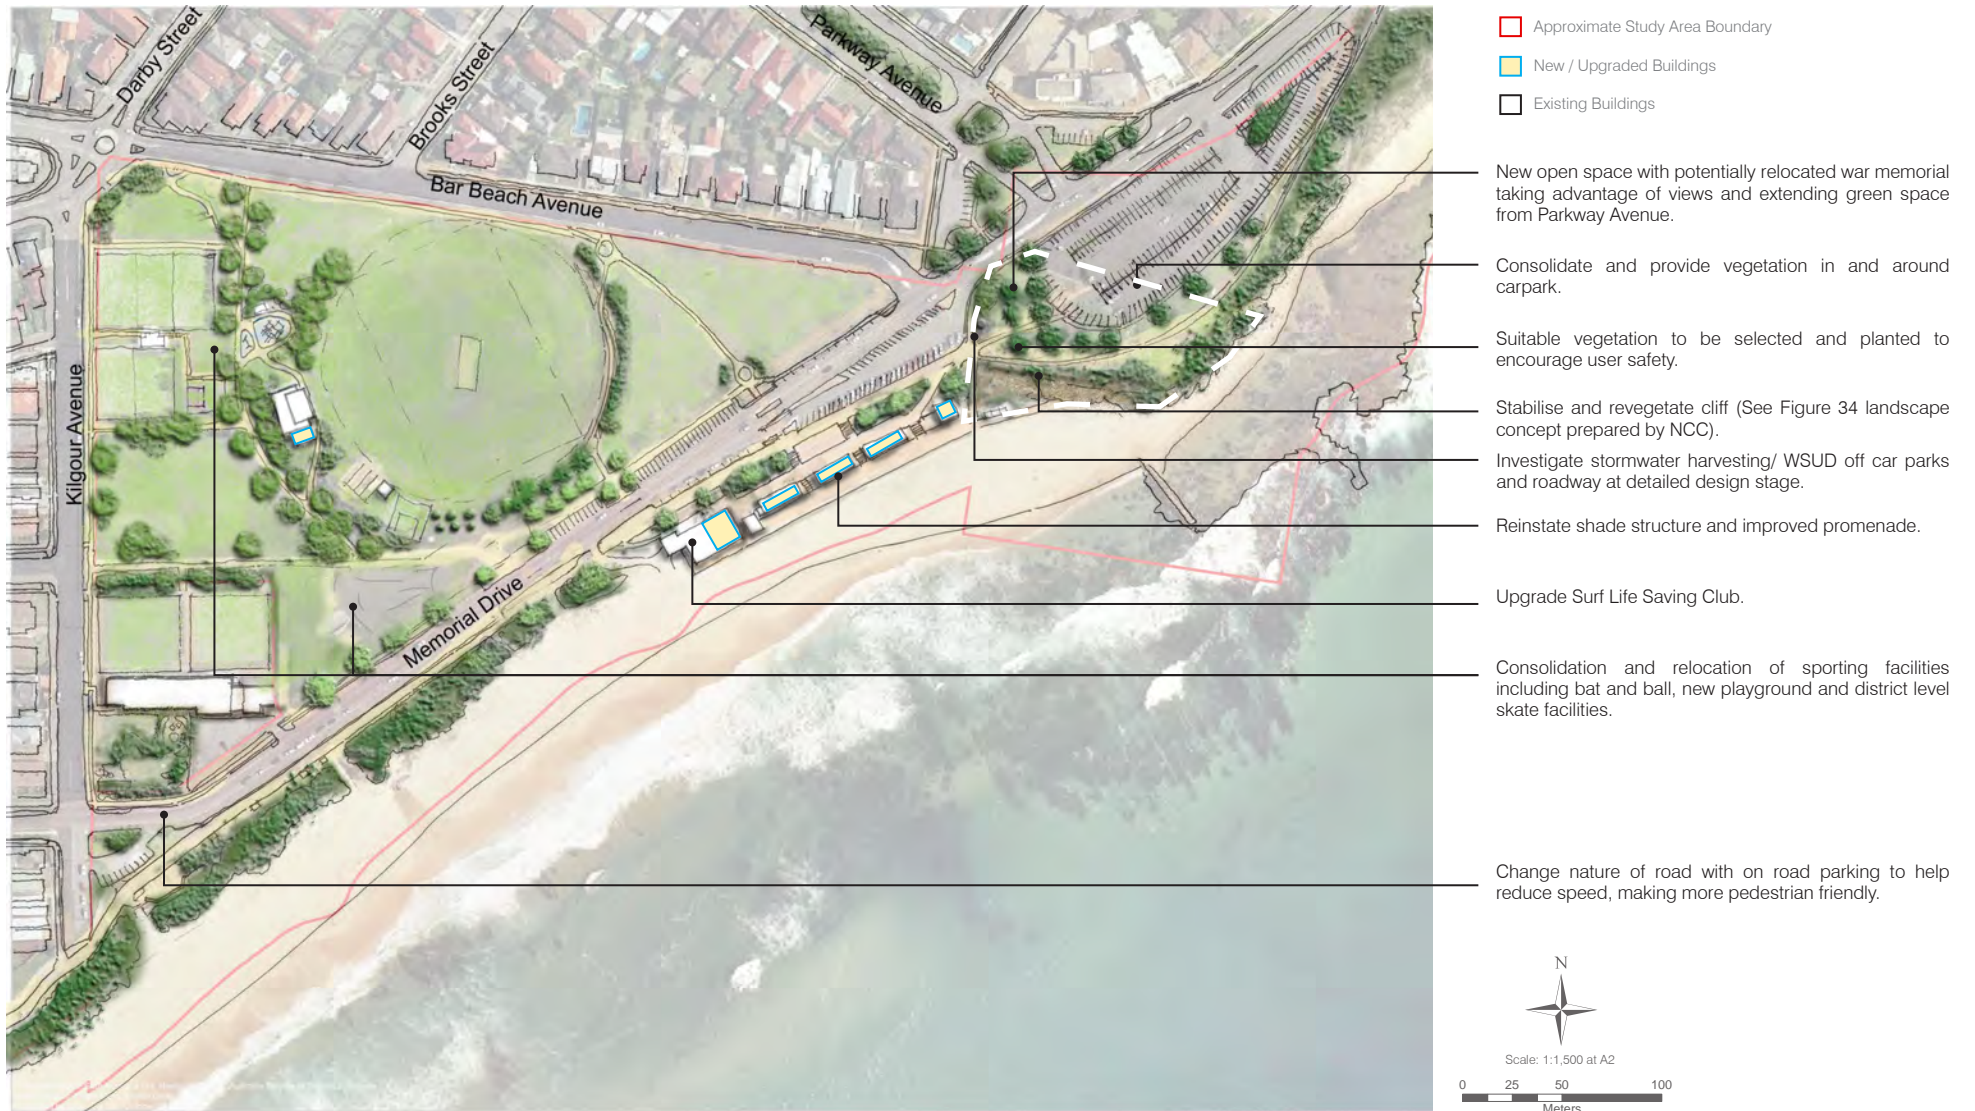 Darby Street
Brooks Street
Parkway Avenue
Bar Beach Avenue
Kilgour Avenue
Memorial Drive
Approximate Study Area Boundary
New / Upgraded Buildings
Existing Buildings
New open space with potentially relocated war memorial
taking advantage of views and extending green space
from Parkway Avenue.
Consolidate and provide vegetation in and around
carpark.
Suitable vegetation to be selected and planted to
encourage user safety.
Stabilise and revegetate cliff (See Figure 34 landscape
concept prepared by NCC).
Investigate stormwater harvesting/ WSUD off car parks
and roadway at detailed design stage.
Reinstate shade structure and improved promenade.
Upgrade Surf Life Saving Club.
Consolidation and relocation of sporting facilities
including bat and ball, new playground and district level
skate facilities.
Change nature of road with on road parking to help
reduce speed, making more pedestrian friendly.
N
Scale: 1:1,500 at A2
0 25 50 100
Meters